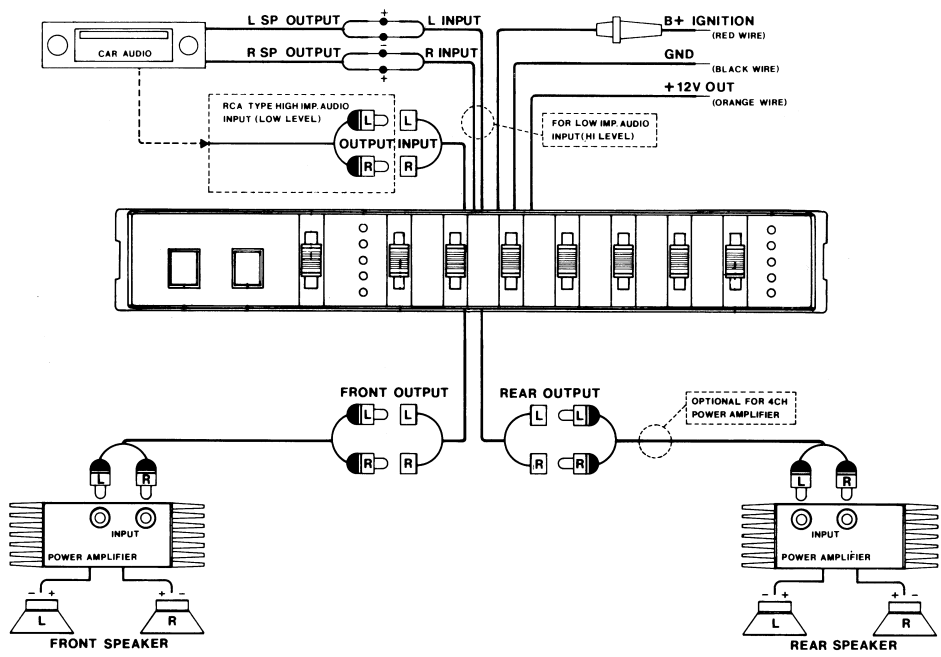 L SP OUTPUT
+
L INPUT
CAR AUDIO
R SP OUTPUT
−
R INPUT
+
B+ IGNITION
(RED WIRE)
GND
(BLACK WIRE)
+12V OUT
(ORANGE WIRE)
RCA TYPE HIGH IMP. AUDIO
INPUT (LOW LEVEL)
L
L
OUTPUT
INPUT
R
R
FOR LOW IMP. AUDIO
INPUT (HI LEVEL)
FRONT OUTPUT
L
L
R
R
REAR OUTPUT
L
L
R
R
OPTIONAL FOR 4CH
POWER AMPLIFIER
L
R
INPUT
POWER AMPLIFIER
− +
+ −
L
R
FRONT SPEAKER
L
R
INPUT
POWER AMPLIFIER
− +
+ −
L
R
REAR SPEAKER